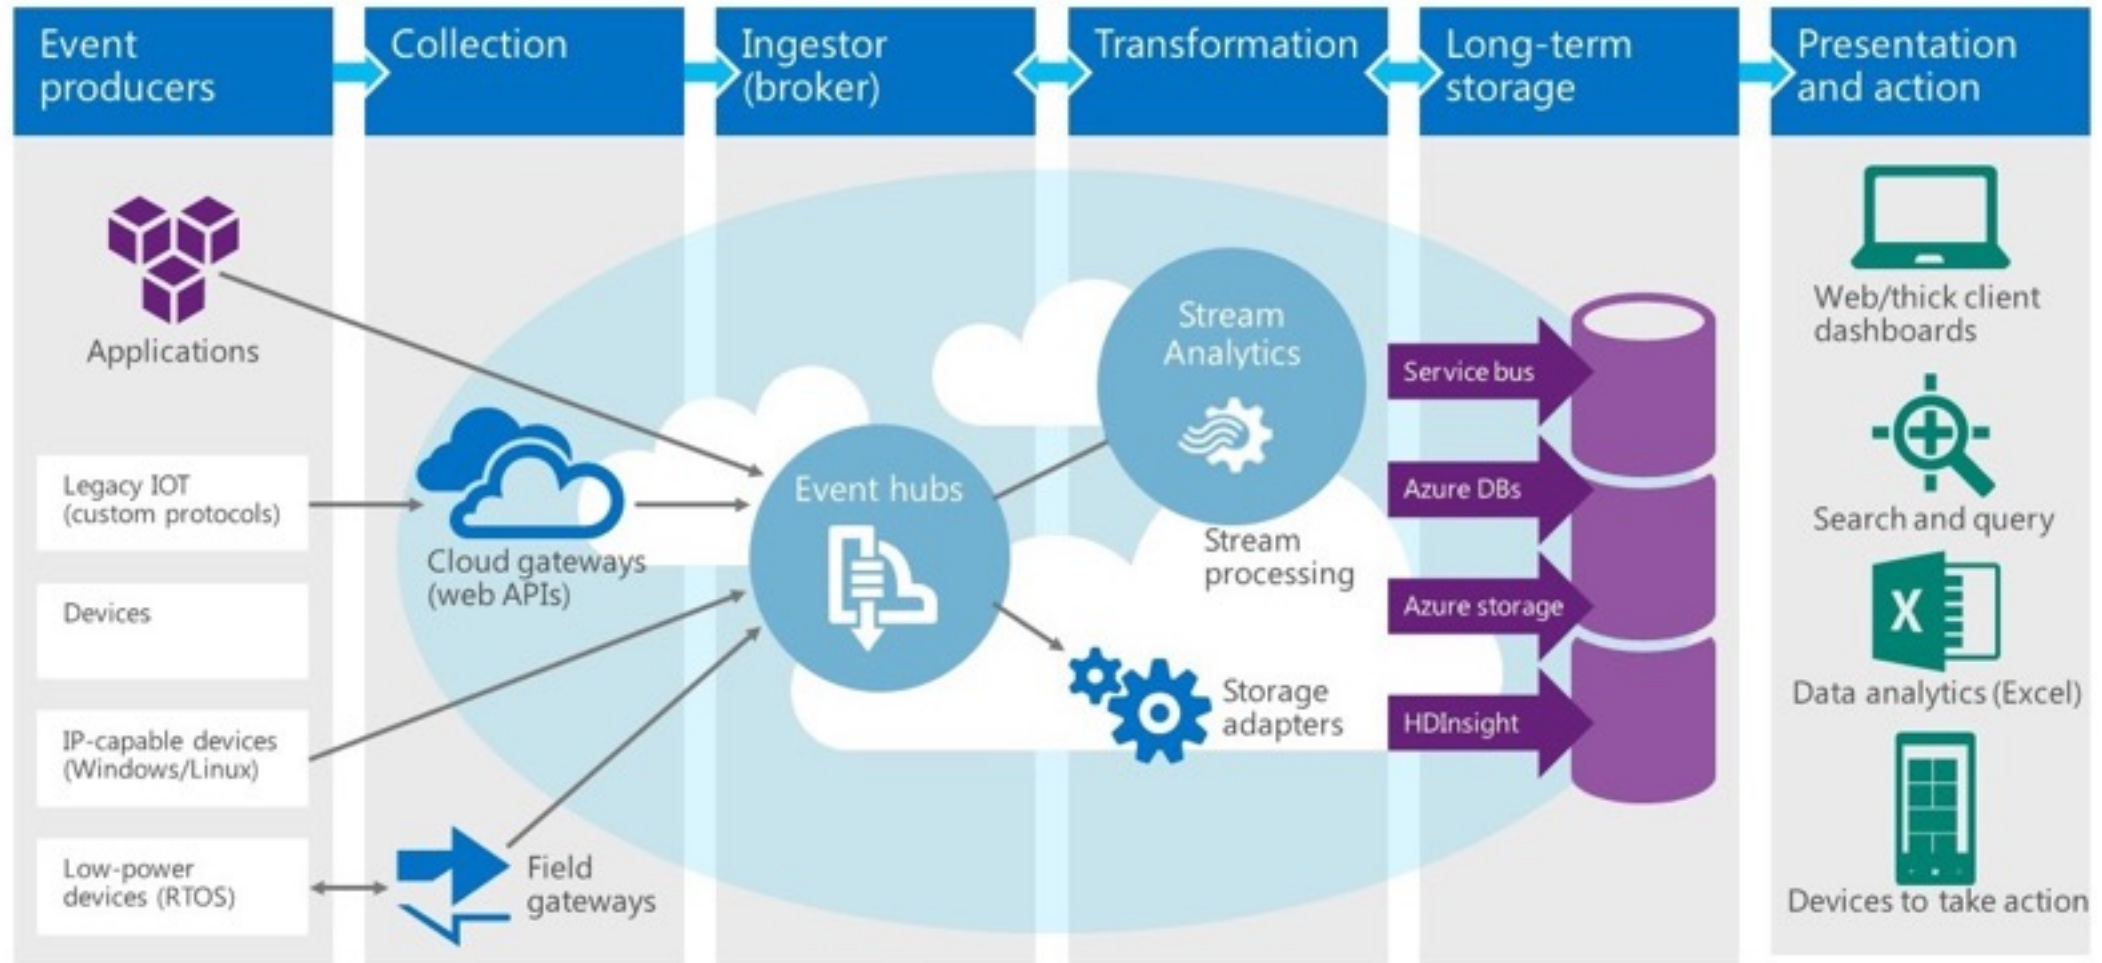 Event
producers
Collection
Ingestor
(broker)
Transformation
Long-term
storage
Presentation
and action
Applications
Legacy IOT
(custom protocols)
Devices
IP-capable devices
(Windows/Linux)
Low-power
devices (RTOS)
Cloud gateways
(web APIs)
Field
gateways
Event hubs
Stream
Analytics
Stream
processing
Storage
adapters
Service bus
Azure DBs
Azure storage
HDInsight
Web/thick client
dashboards
Search and query
X
Data analytics (Excel)
Devices to take action